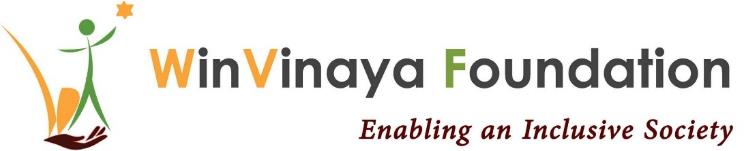 WinVinaya Foundation
Enabling an Inclusive Society